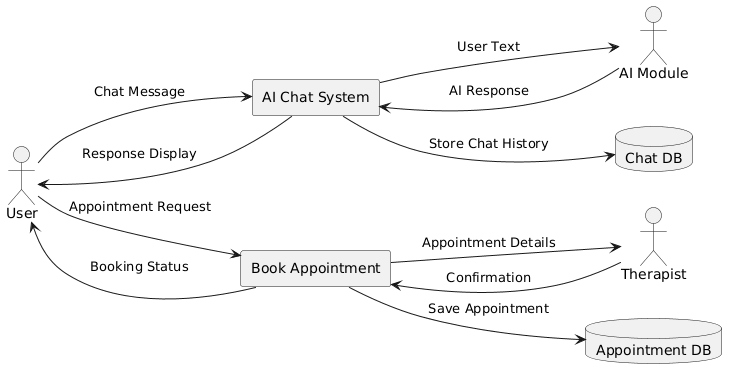 User Text
AI Module
Chat Message
AI Chat System
AI Response
Response Display
Store Chat History
Chat DB
User
Appointment Request
Appointment Details
Booking Status
Book Appointment
Therapist
Confirmation
Save Appointment
Appointment DB